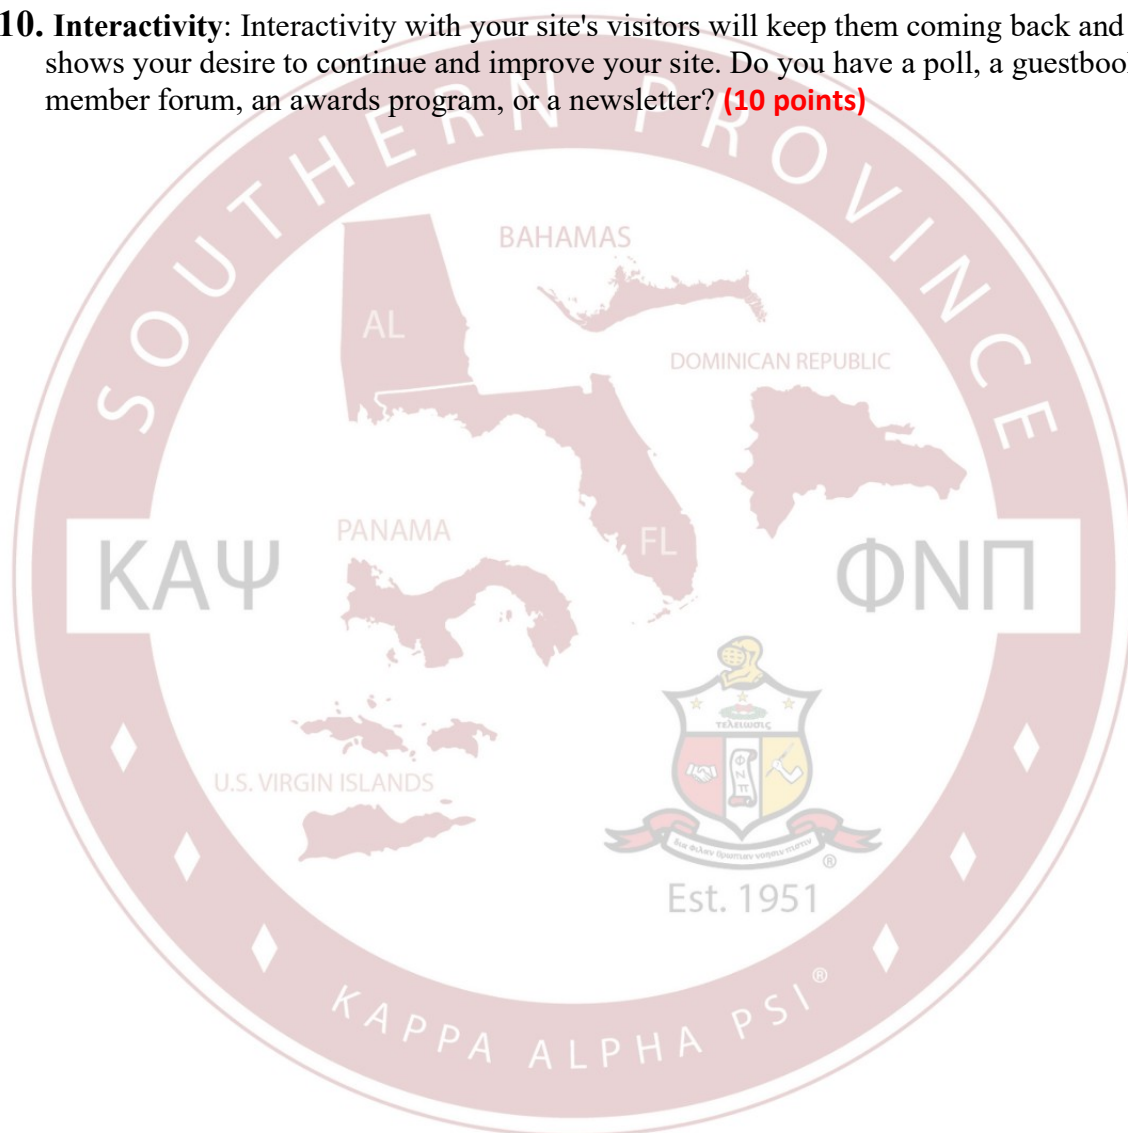 10. Interactivity: Interactivity with your site's visitors will keep them coming back and
shows your desire to continue and improve your site. Do you have a poll, a guestboo
member forum, an awards program, or a newsletter? (10 points)
SOUTHERN PROVINCE
BAHAMAS
AL
DOMINICAN REPUBLIC
PANAMA
FL
ΚΑΨ
ΦΝΠ
τελειωσις
Φ
Ν
Π
U.S. VIRGIN ISLANDS
®
Est. 1951
KAPPA ALPHA PSI®